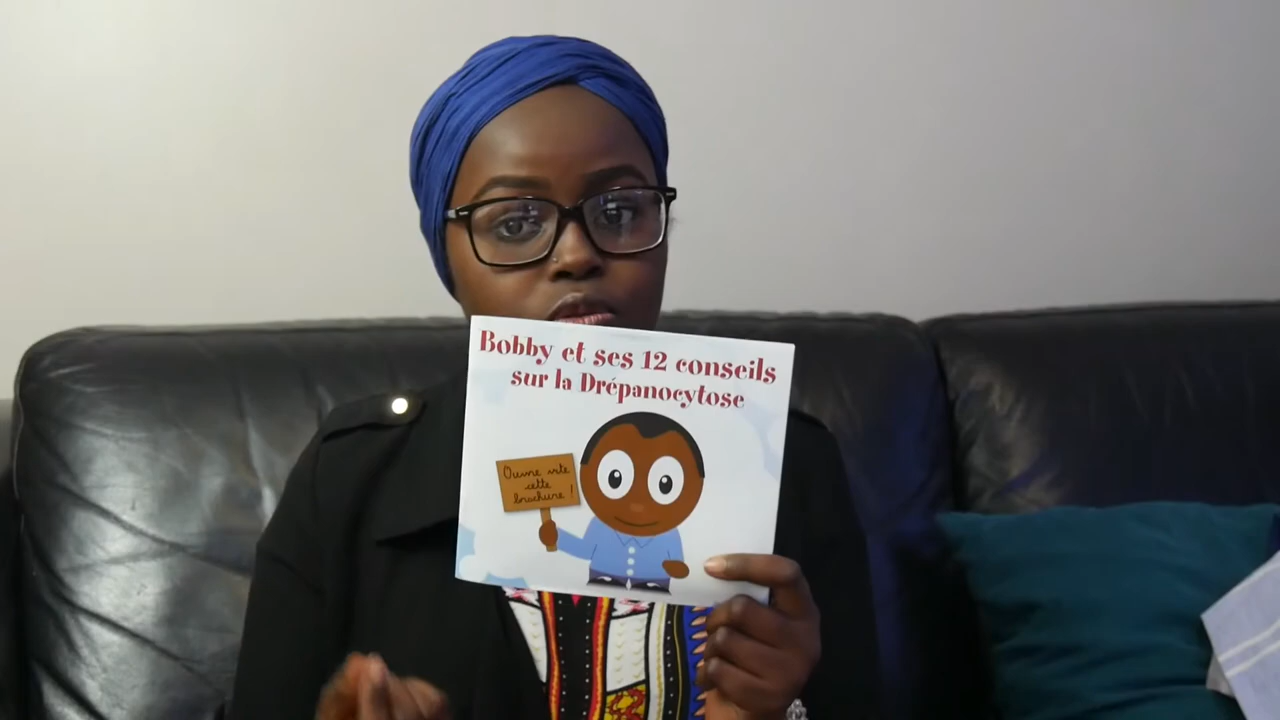 Bobby et ses 12 conseils
sur la Drépanocytose
Ouvre vite
cette
brochure !